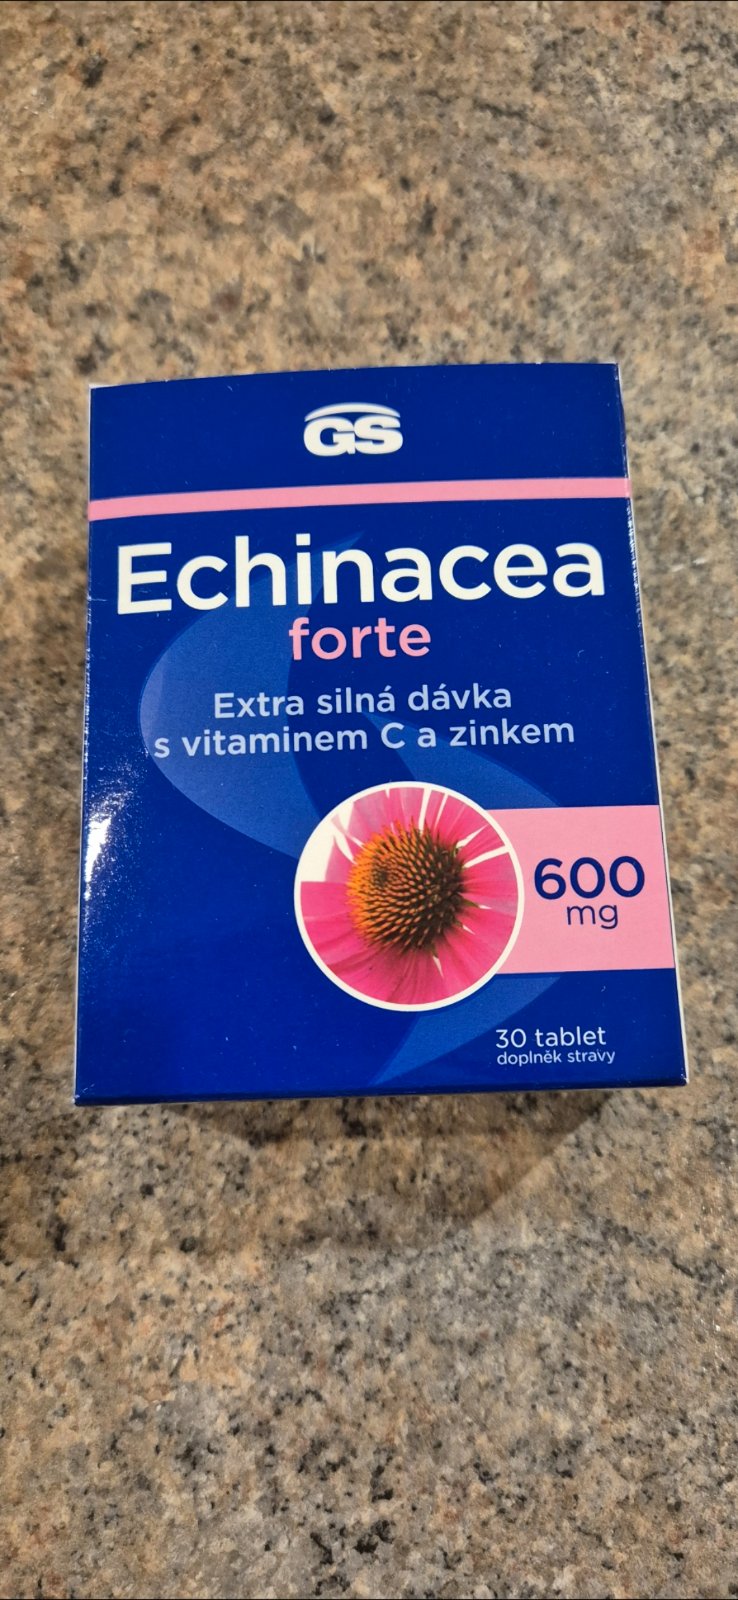 GS
Echinacea
forte
Extra silná dávka
s vitaminem C a zinkem
600
mg
30 tablet
doplněk stravy